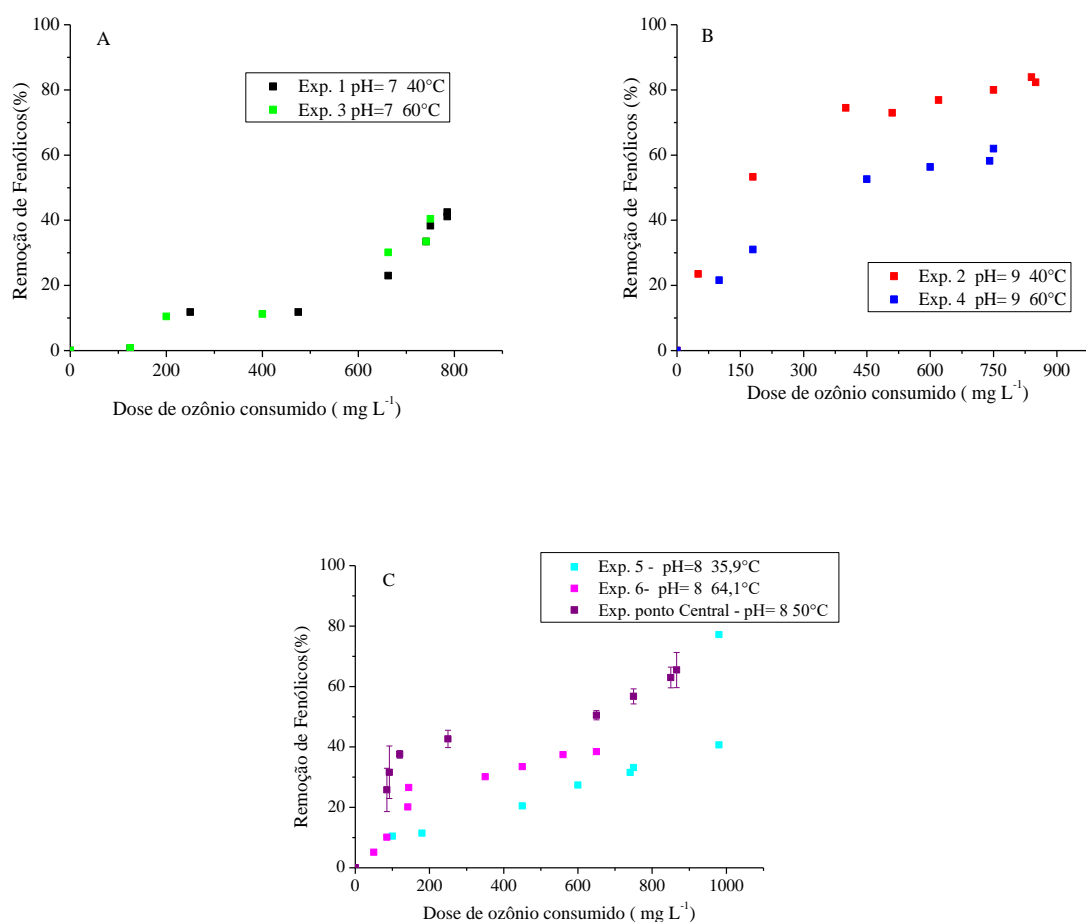 A
Exp. 1 pH= 7 40°C
Exp. 3 pH=7 60°C
Remoção de Fenólicos(%)
100
80
60
40
20
0
0 200 400 600 800
Dose de ozônio consumido ( mg L-1)
B
Exp. 2 pH= 9 40°C
Exp. 4 pH= 9 60°C
Remoção de Fenólicos (%)
100
80
60
40
20
0
0 150 300 450 600 750 900
Dose de ozônio consumido ( mg L-1)
C
Exp. 5 - pH=8 35,9°C
Exp. 6- pH= 8 64,1°C
Exp. ponto Central - pH= 8 50°C
Remoção de Fenólicos(%)
100
80
60
40
20
0
0 200 400 600 800 1000
Dose de ozônio consumido ( mg L-1)